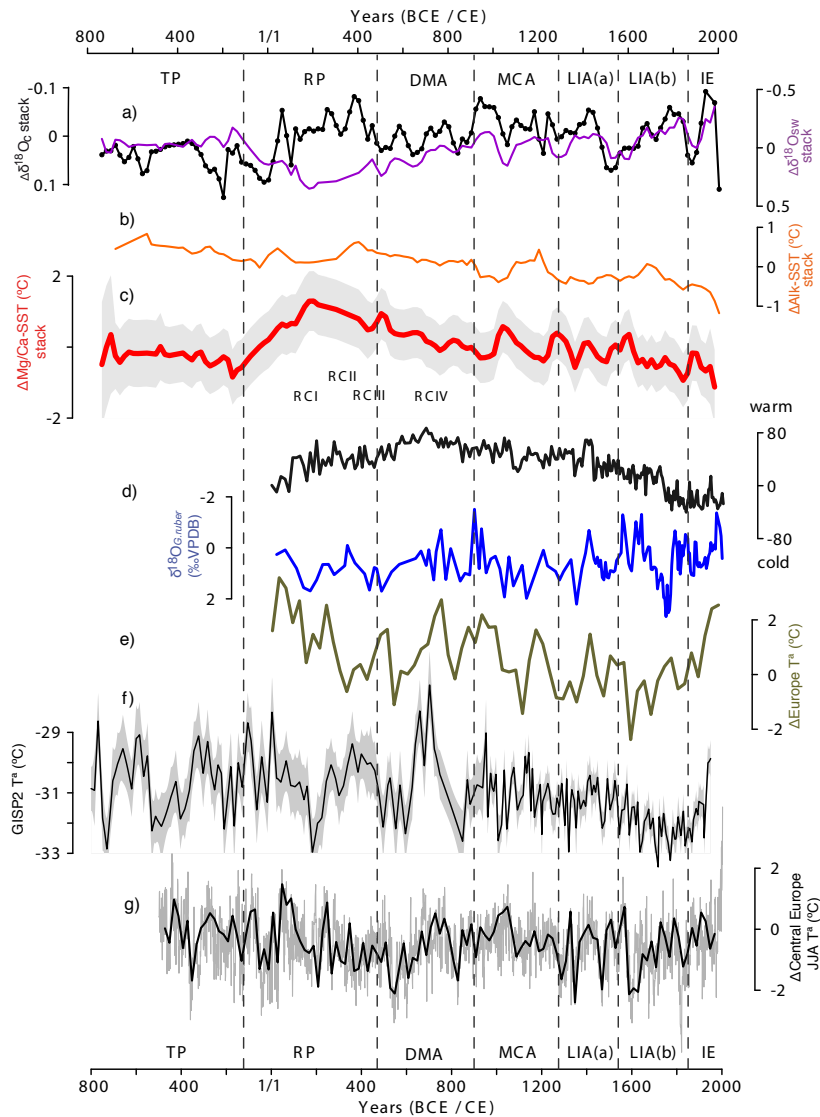 Years (BCE / CE)
800 400 1/1 400 800 1200 1600 2000
TP RP DMA MCA LIA(a) LIA(b) IE
a)
-0.1
0
0.1
Δδ18Oc stack
-0.5
0
0.5
Δδ18Osw
stack
b)
1
0
-1
ΔAlk-SST (ºC)
stack
c)
2
-2
ΔMg/Ca-SST (ºC)
stack
RCI
RCII
RCIII
RCIV
warm
80
0
-80
cold
d)
-2
0
2
δ18OG.ruber
(‰VPDB)
e)
2
0
-2
ΔEurope Tª (ºC)
f)
-29
-31
-33
GISP2 Tª (ºC)
g)
2
0
-2
ΔCentral Europe
JJA Tª (ºC)
TP RP DMA MCA LIA(a) LIA(b) IE
800 400 1/1 400 800 1200 1600 2000
Years (BCE / CE)